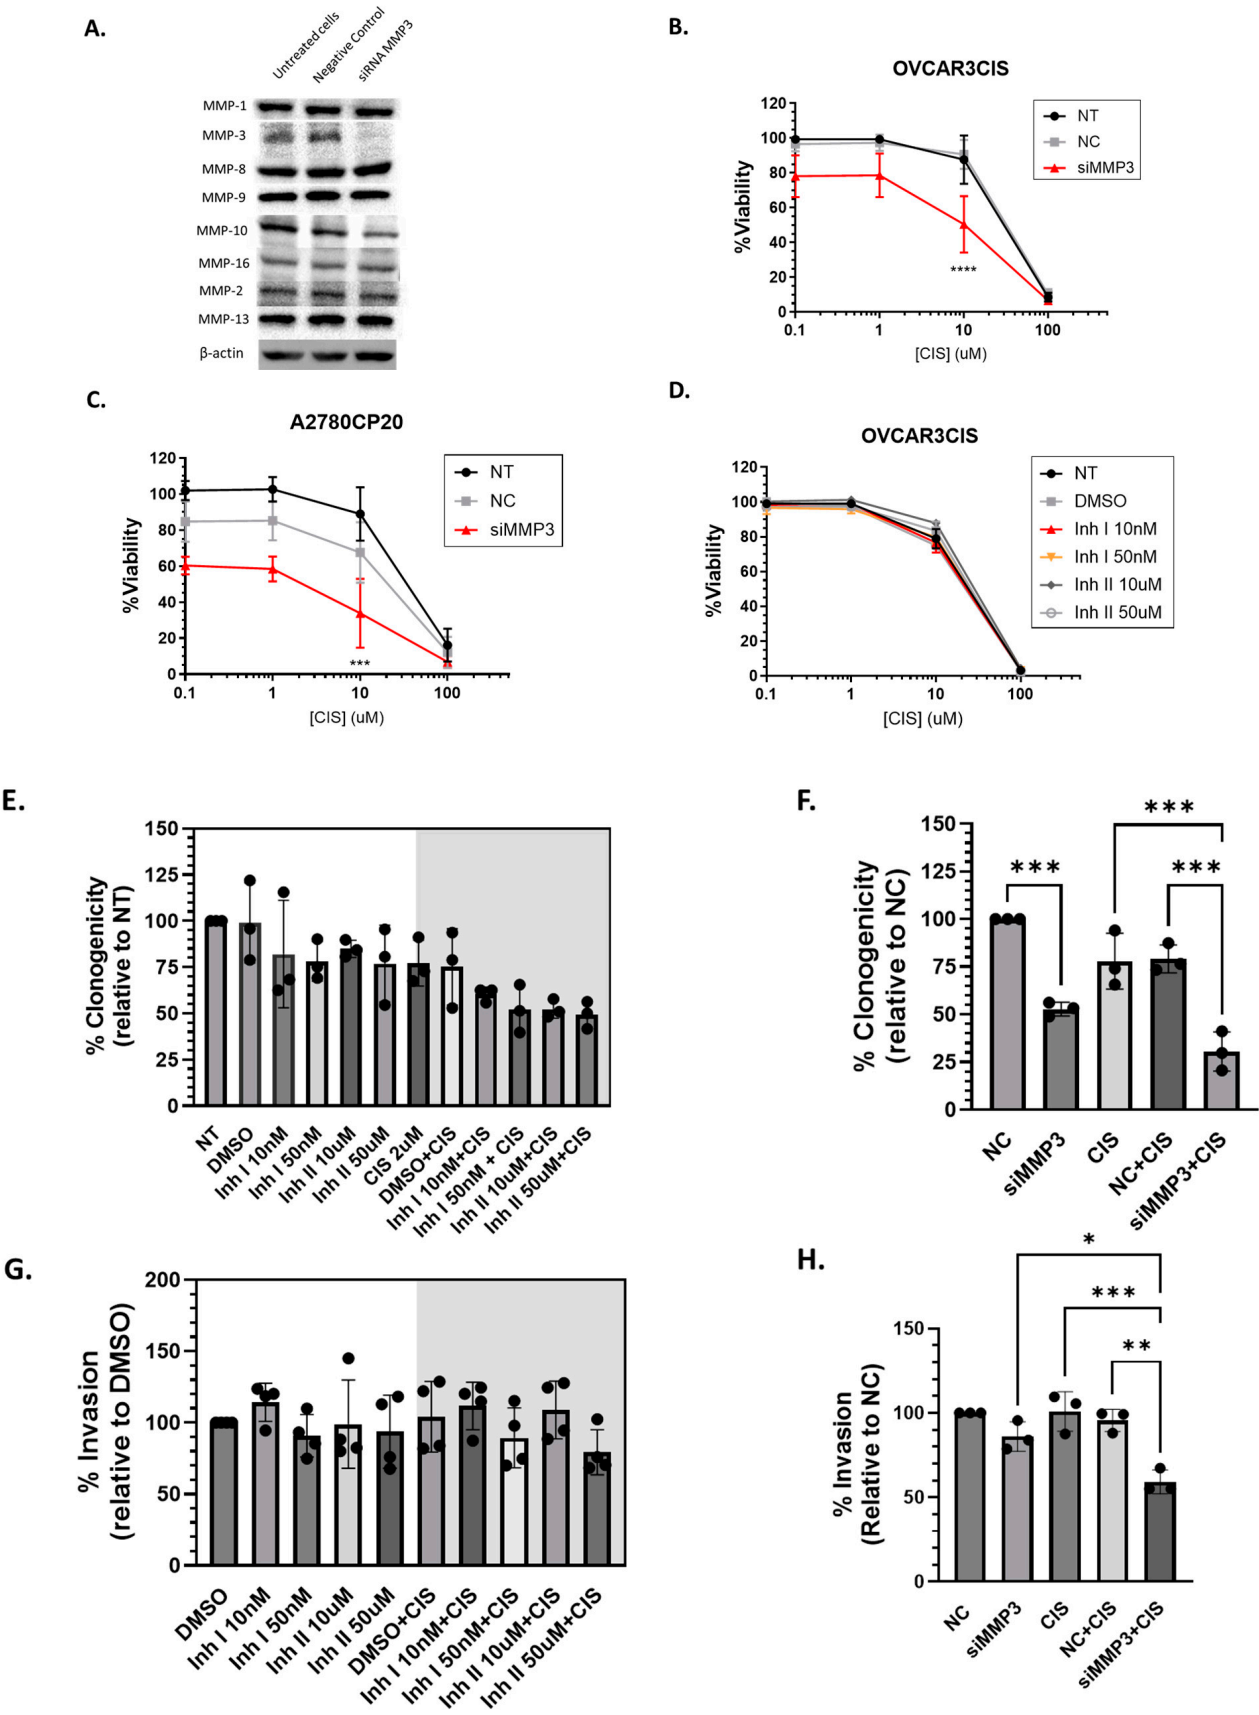 A.
Untreated cells
Negative Control
siRNA MMP3
MMP-1
MMP-3
MMP-8
MMP-9
MMP-10
MMP-16
MMP-2
MMP-13
β-actin
B.
OVCAR3CIS
%Viability
120
100
80
60
40
20
0
0.1 1 10 100
[CIS] (uM)
****
NT
NC
siMMP3
C.
A2780CP20
%Viability
120
100
80
60
40
20
0
0.1 1 10 100
[CIS] (uM)
***
NT
NC
siMMP3
D.
OVCAR3CIS
%Viability
120
100
80
60
40
20
0
0.1 1 10 100
[CIS] (uM)
NT
DMSO
Inh I 10nM
Inh I 50nM
Inh II 10uM
Inh II 50uM
E.
% Clonogenicity
(relative to NT)
150
125
100
75
50
25
0
NT
DMSO
Inh I 10nM
Inh I 50nM
Inh II 10uM
Inh II 50uM
CIS 2uM
DMSO+CIS
Inh I 10nM+CIS
Inh I 50nM + CIS
Inh II 10uM+CIS
Inh II 50uM+CIS
F.
% Clonogenicity
(relative to NC)
150
125
100
75
50
25
0
***
***
***
NC
siMMP3
CIS
NC+CIS
siMMP3+CIS
G.
% Invasion
(relative to DMSO)
200
150
100
50
0
DMSO
Inh I 10nM
Inh I 50nM
Inh II 10uM
Inh II 50uM
DMSO+CIS
Inh I 10nM+CIS
Inh I 50nM+CIS
Inh II 10uM+CIS
Inh II 50uM+CIS
H.
% Invasion
(Relative to NC)
150
100
50
0
*
***
**
NC
siMMP3
CIS
NC+CIS
siMMP3+CIS